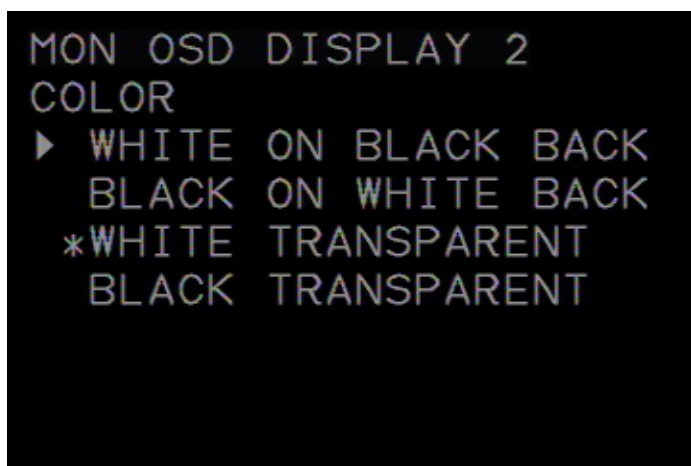 MON OSD DISPLAY 2
COLOR
▶ WHITE ON BLACK BACK
BLACK ON WHITE BACK
*WHITE TRANSPARENT
BLACK TRANSPARENT